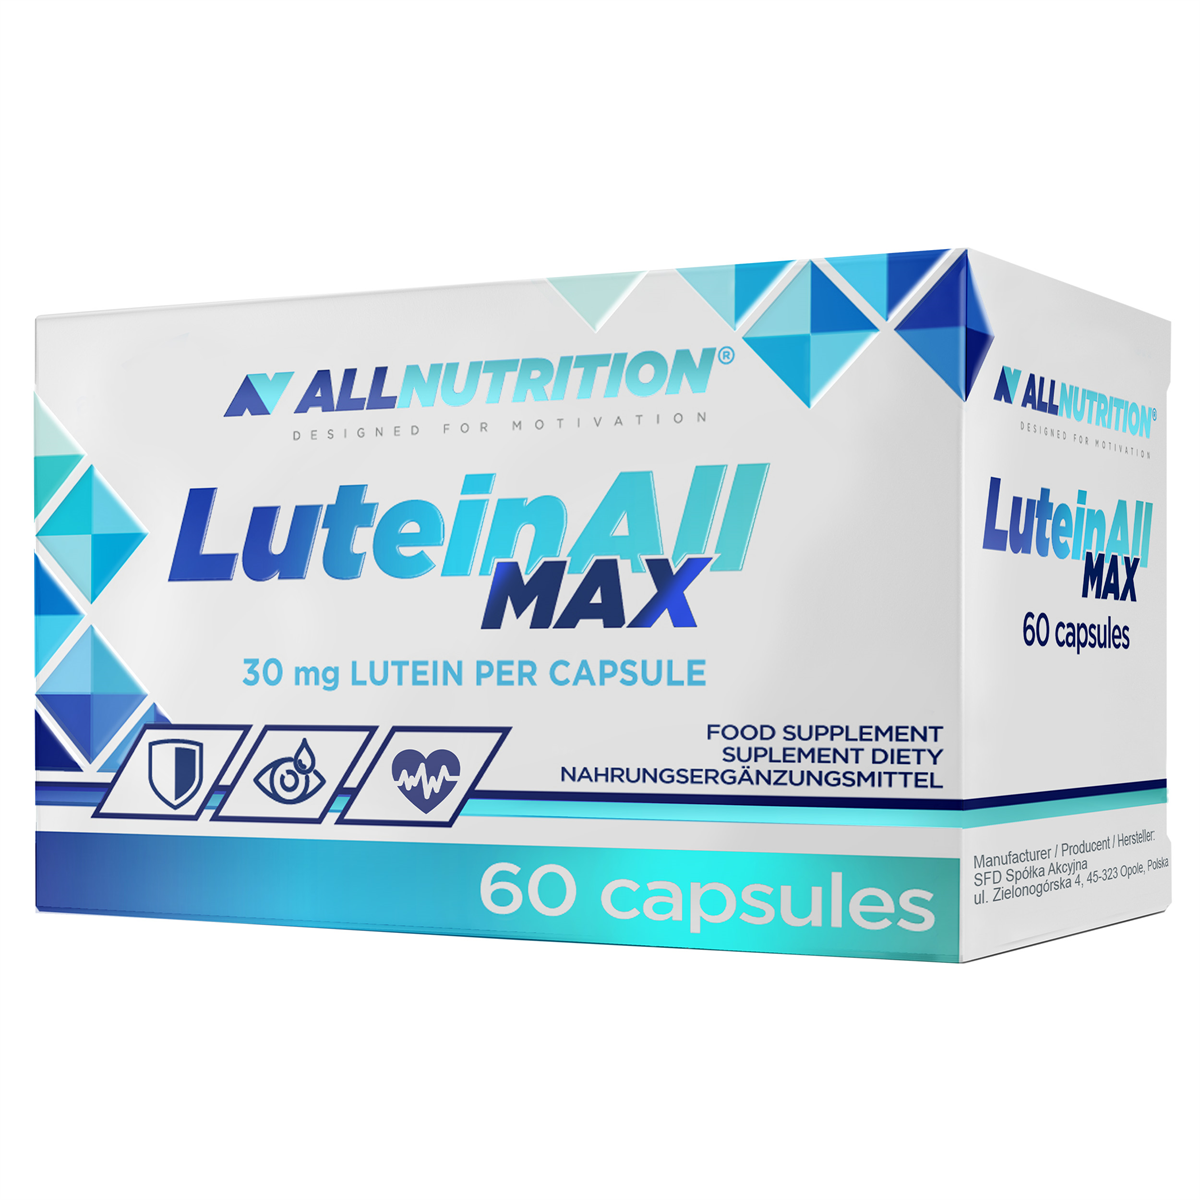 ALLNUTRITION®
DESIGNED FOR MOTIVATION
LuteinAll
MAX
30 mg LUTEIN PER CAPSULE
FOOD SUPPLEMENT
SUPLEMENT DIETY
NAHRUNGSERGÄNZUNGSMITTEL
60 capsules
ALLNUTRITION®
DESIGNED FOR MOTIVATION
LuteinAll
MAX
60 capsules
Manufacturer / Producent / Hersteller:
SFD Spółka Akcyjna
ul. Zielonogórska 4, 45-323 Opole, Polska